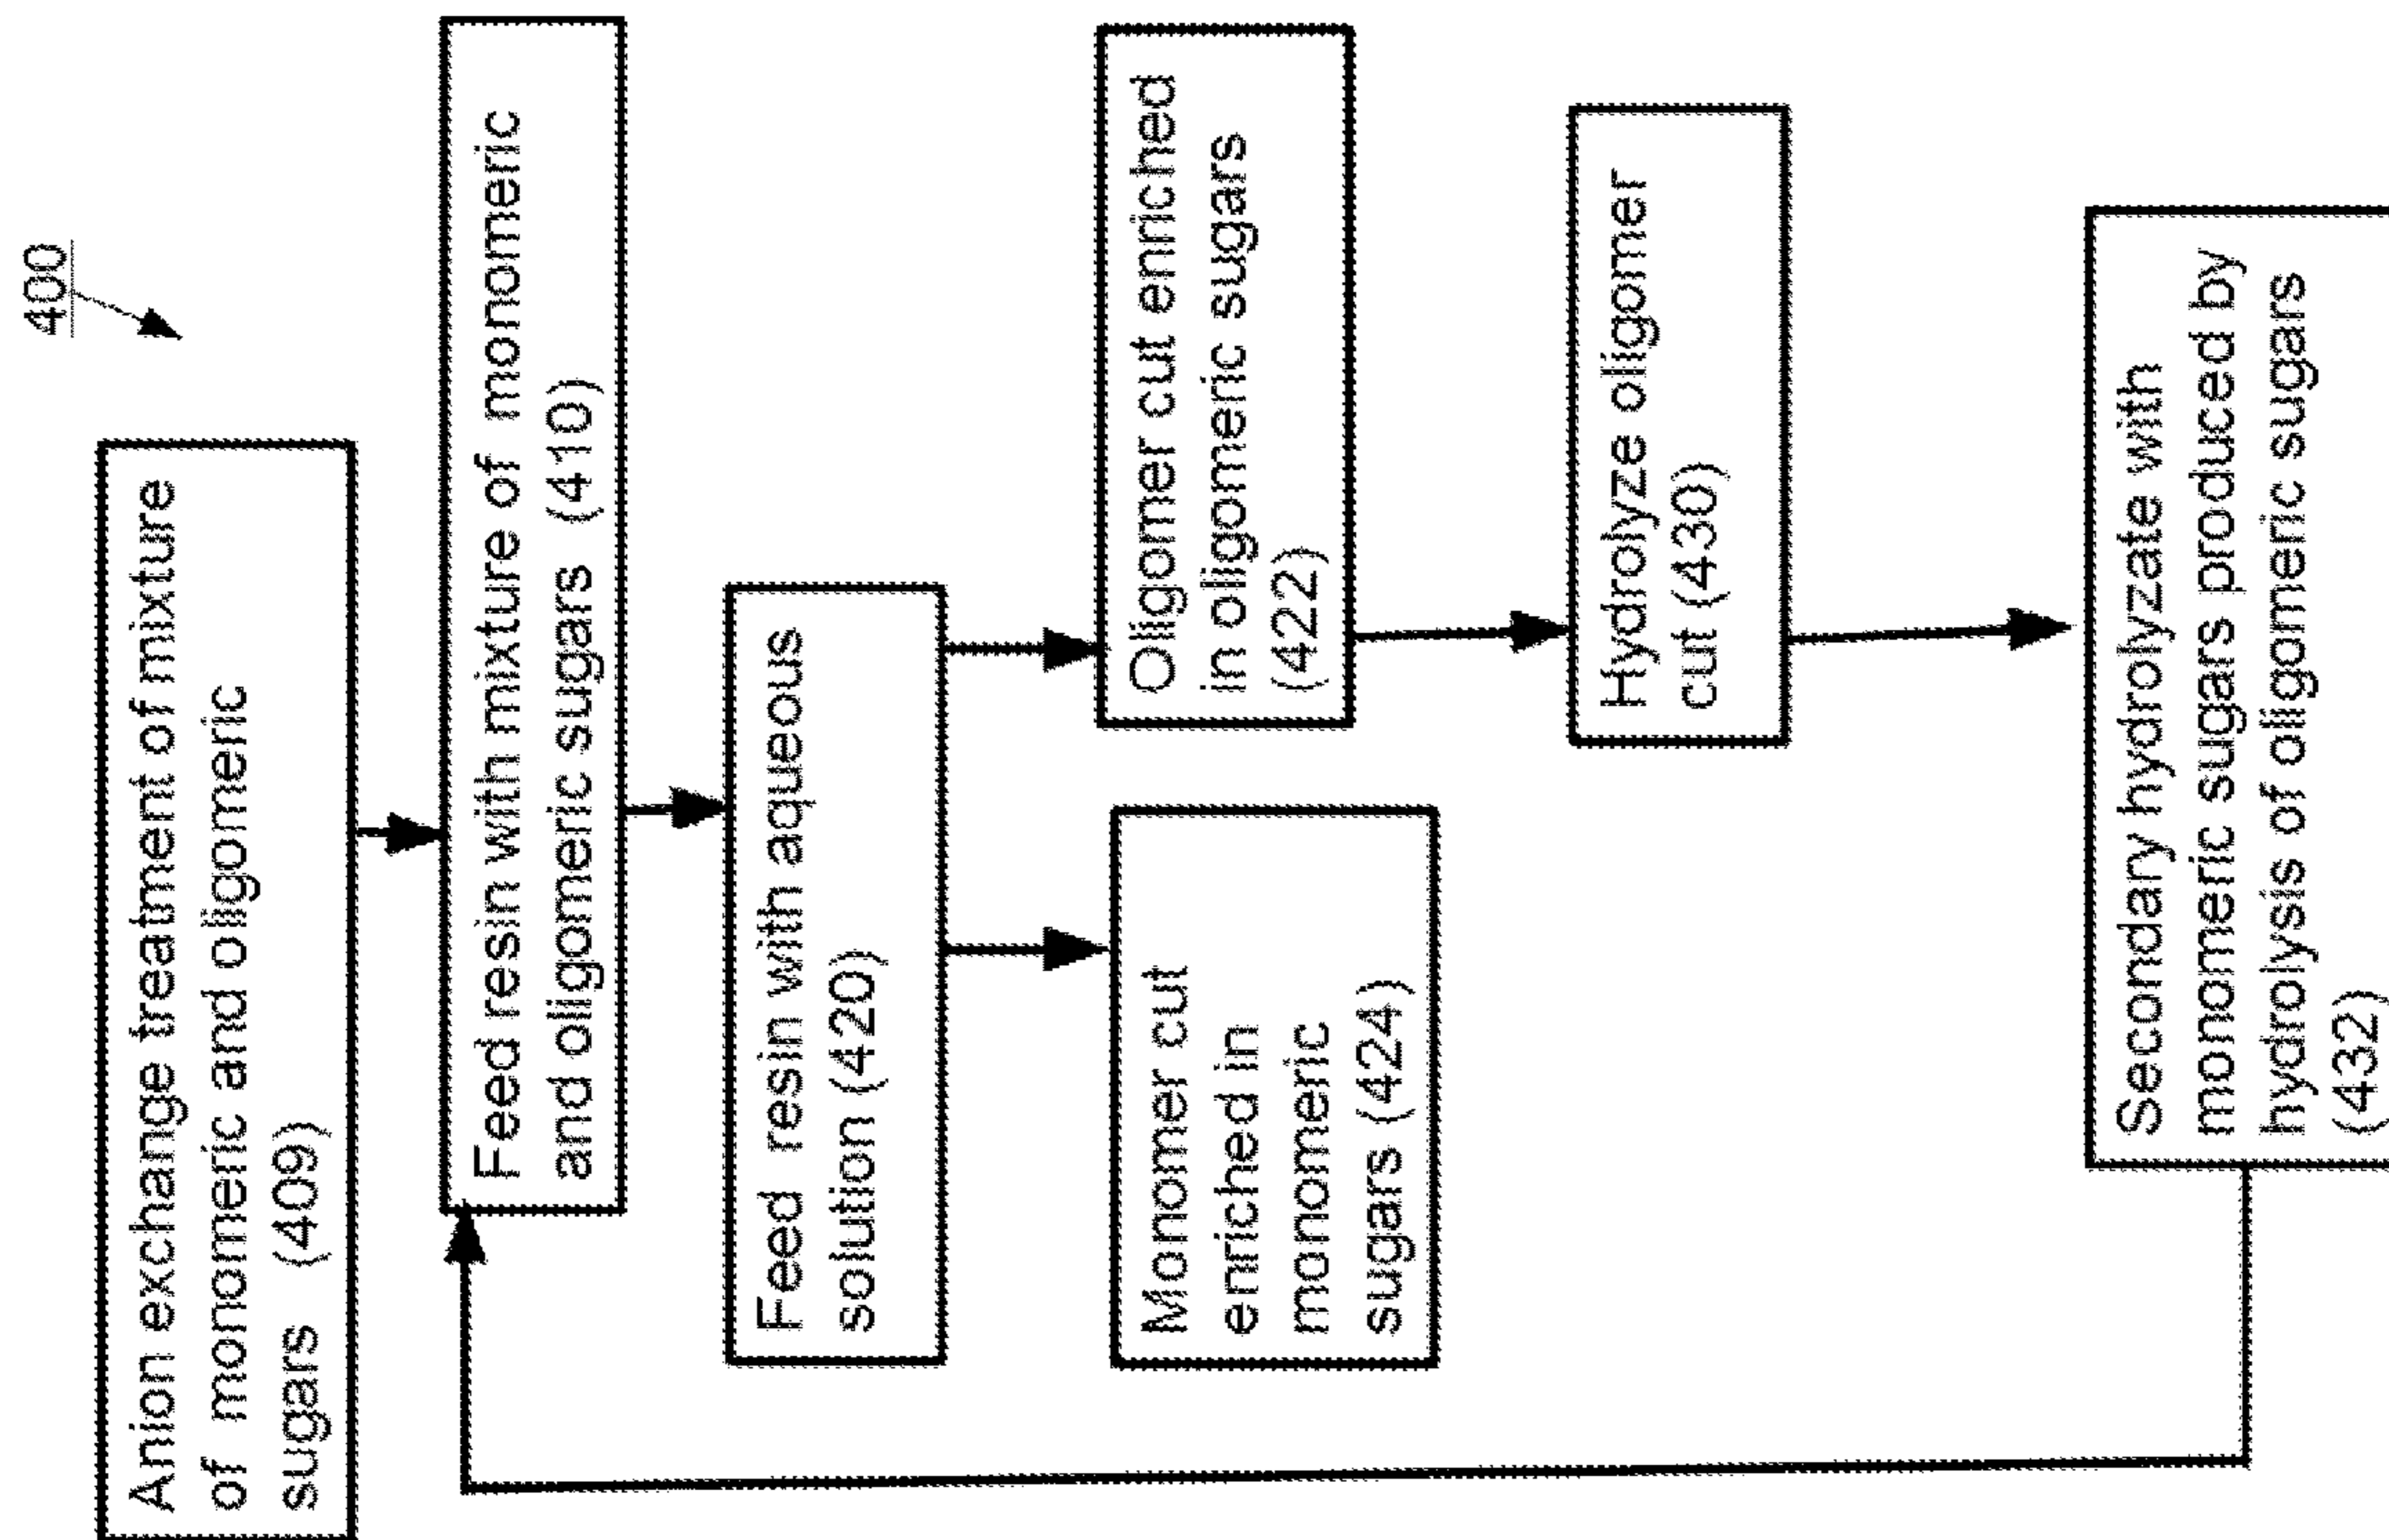 400
Anion exchange treatment of mixture
of monomeric and oligomeric
sugars (409)
Feed resin with mixture of monomeric
and oligomeric sugars (410)
Feed resin with aqueous
solution (420)
Oligomer cut enriched
in oligomeric sugars
(422)
Monomer cut
enriched in
monomeric
sugars (424)
Hydrolyze oligomer
cut (430)
Secondary hydrolyzate with
monomeric sugars produced by
hydrolysis of oligomeric sugars
(432)